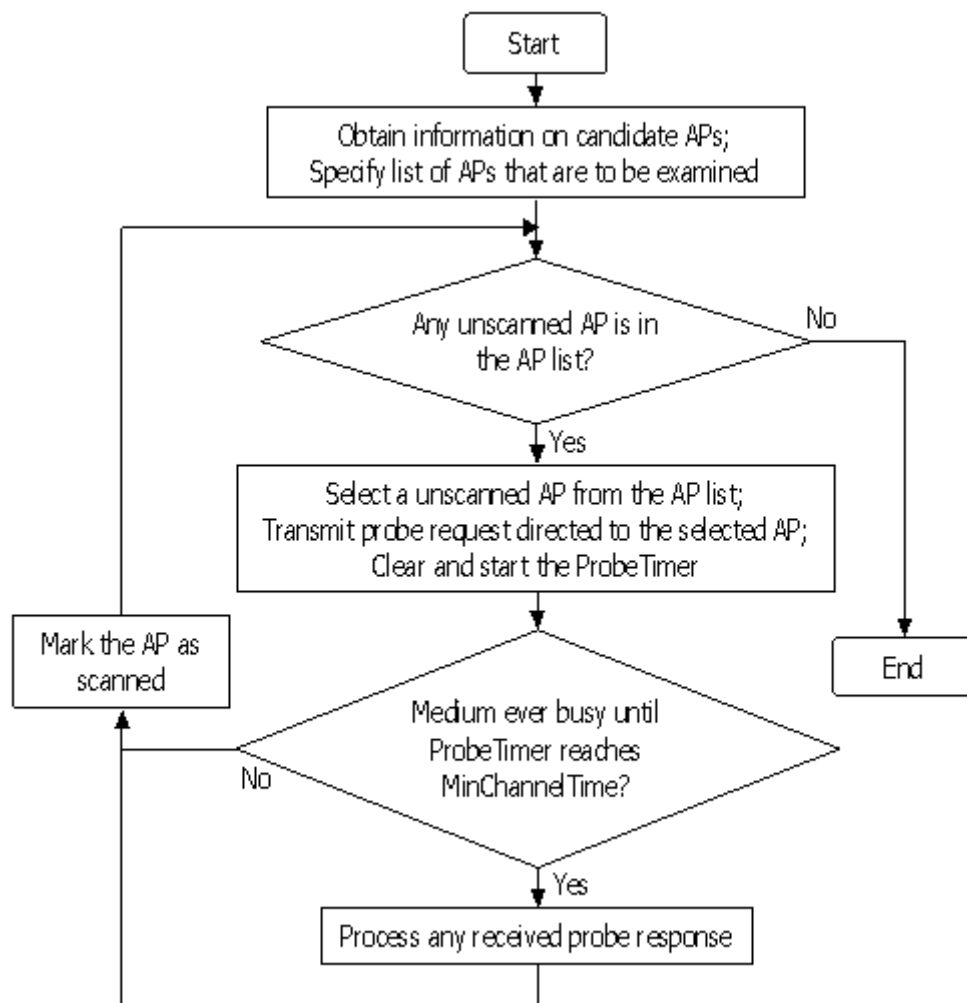 Start
Obtain information on candidate APs;
Specify list of APs that are to be examined
Any unscanned AP is in
the AP list?
No
Yes
Select a unscanned AP from the AP list;
Transmit probe request directed to the selected AP;
Clear and start the ProbeTimer
Mark the AP as
scanned
End
Medium ever busy until
ProbeTimer reaches
MinChannelTime?
No
Yes
Process any received probe response